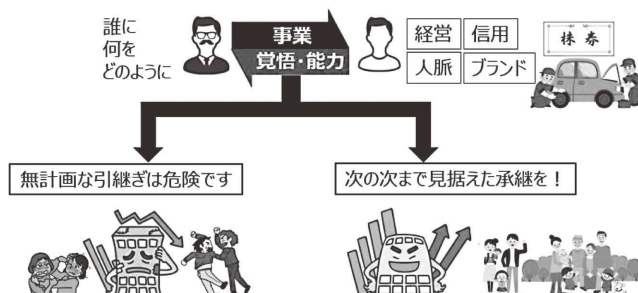 誰に
何を
どのように
事業
覚悟・能力
経営
信用
人脈
ブランド
株券
無計画な引継ぎは危険です
次の次まで見据えた承継を！